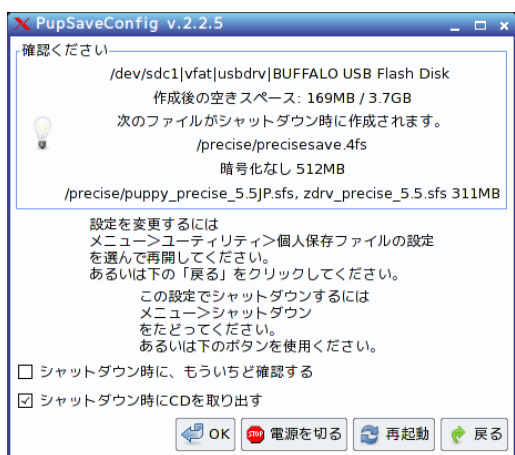 PupSaveConfig v.2.2.5
確認ください
/dev/sdc1|vfat|usbdrv|BUFFALO USB Flash Disk
作成後の空きスペース: 169MB / 3.7GB
次のファイルがシャットダウン時に作成されます。
/precise/precisesave.4fs
暗号化なし 512MB
/precise/puppy_precise_5.5JP.sfs, zdrv_precise_5.5.sfs 311MB
設定を変更するには
メニュー＞ユーティリティ＞個人保存ファイルの設定
を選んで再開してください。
あるいは下の「戻る」をクリックしてください。
この設定でシャットダウンするには
メニュー＞シャットダウン
をたどってください。
あるいは下のボタンを使用ください。
シャットダウン時に、もういちど確認する
シャットダウン時にCDを取り出す
OK STOP 電源を切る 再起動 戻る